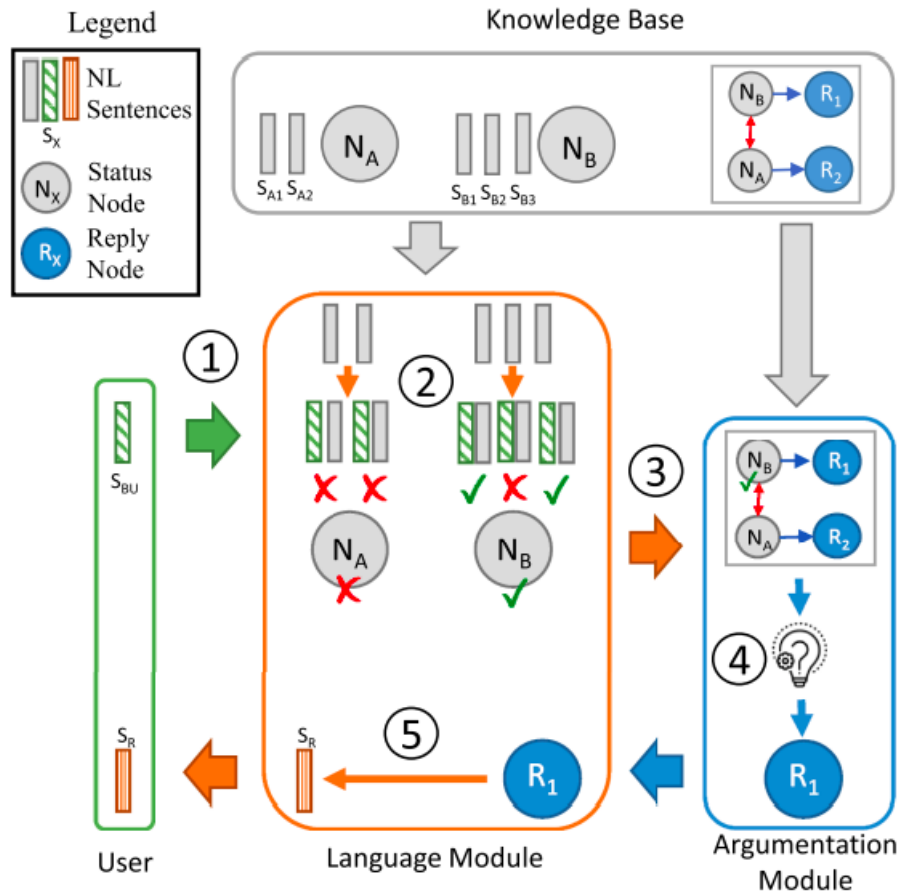 Legend
NL
Sentences
S_X
N_X
Status
Node
R_X
Reply
Node
Knowledge Base
S_A1 S_A2
N_A
S_B1 S_B2 S_B3
N_B
N_B R_1
N_A R_2
1
S_BU
2
N_A
N_B
3
N_B R_1
N_A R_2
4
R_1
5
S_R
S_R
R_1
User
Language Module
Argumentation
Module